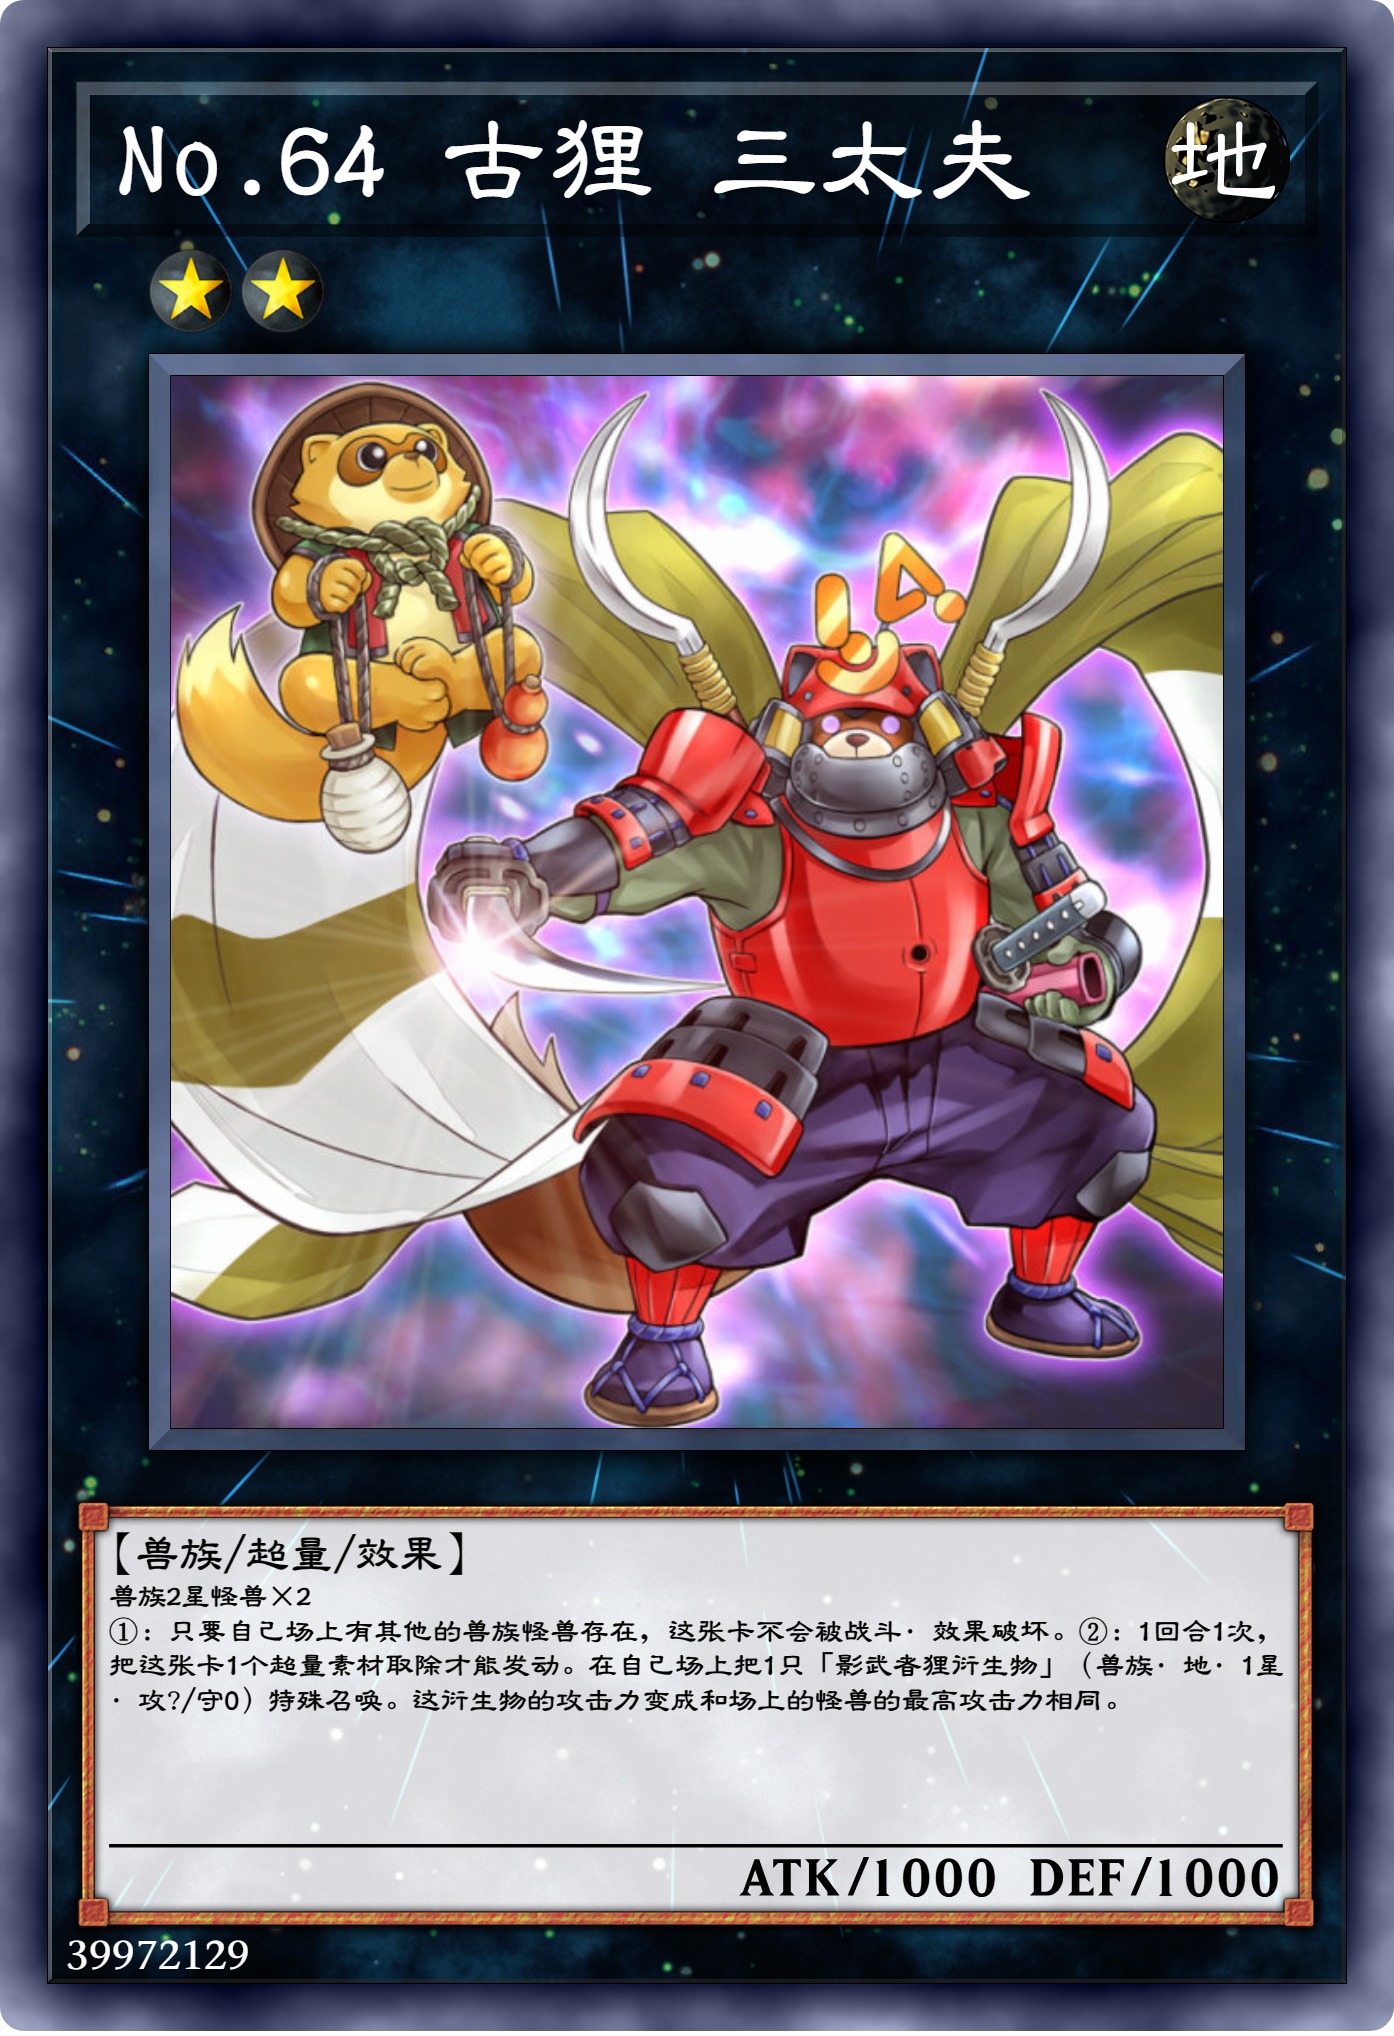 No.64 古狸 三太夫 地
【兽族/超量/效果】
兽族2星怪兽×2
①：只要自己场上有其他的兽族怪兽存在，这张卡不会被战斗·效果破坏。②：1回合1次，
把这张卡1个超量素材取除才能发动。在自己场上把1只「影武者狸衍生物」（兽族·地·1星
·攻?/守0）特殊召唤。这衍生物的攻击力变成和场上的怪兽的最高攻击力相同。
ATK/1000 DEF/1000
39972129